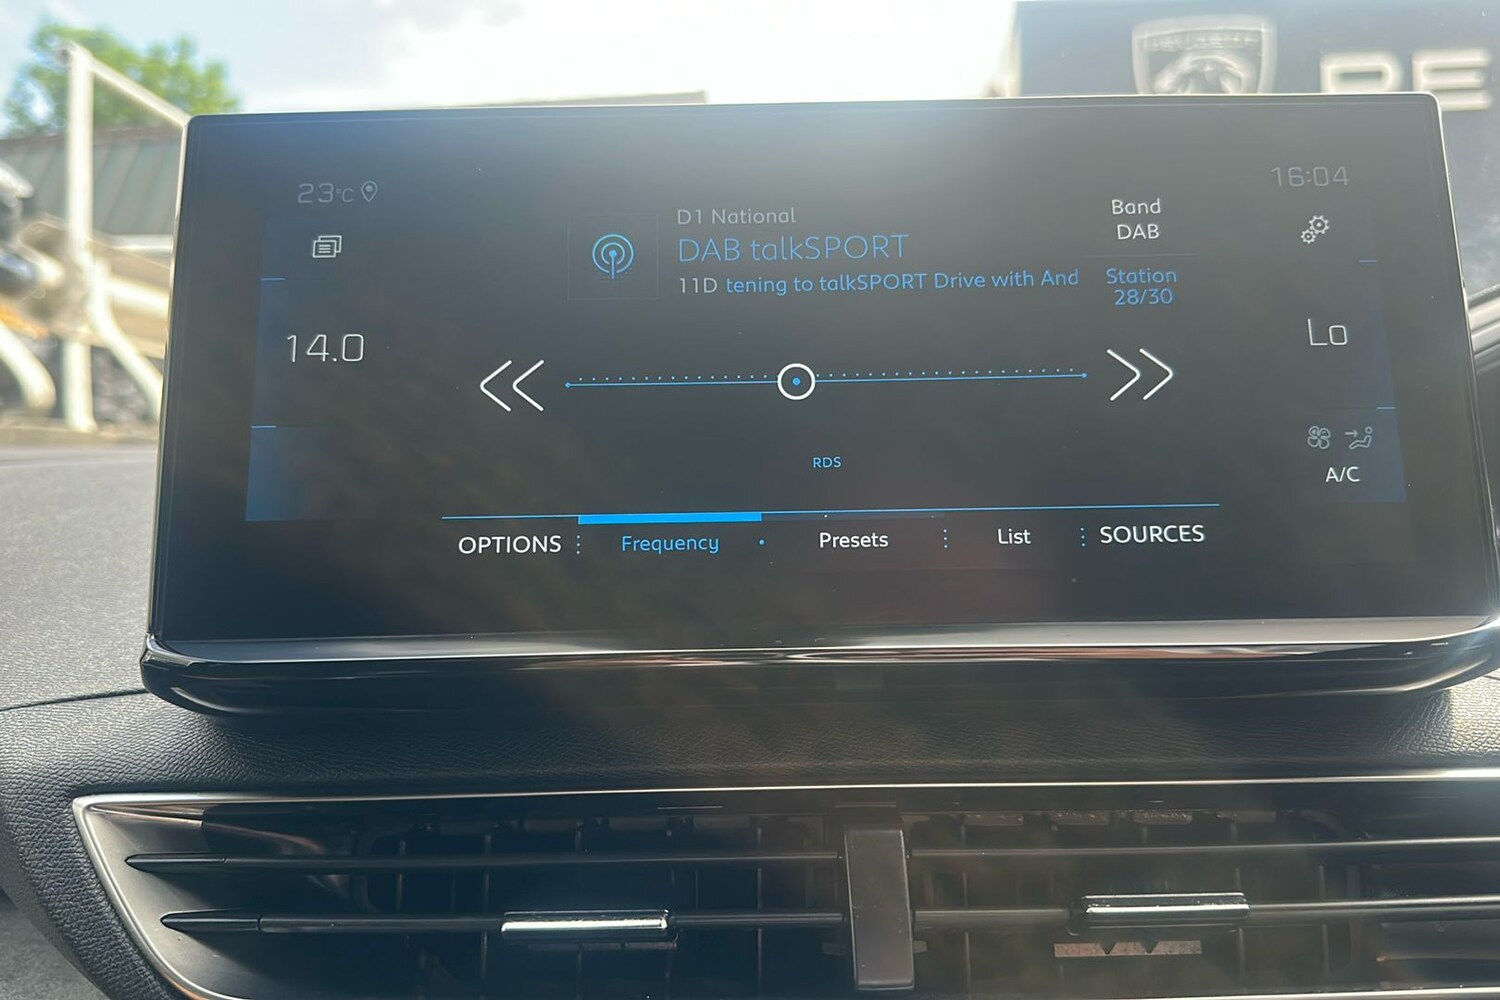 PE
23°C
16:04
D1 National
DAB talkSPORT
11D tening to talkSPORT Drive with And
Band
DAB
Station
28/30
14.0
Lo
RDS
A/C
OPTIONS
Frequency
Presets
List
SOURCES